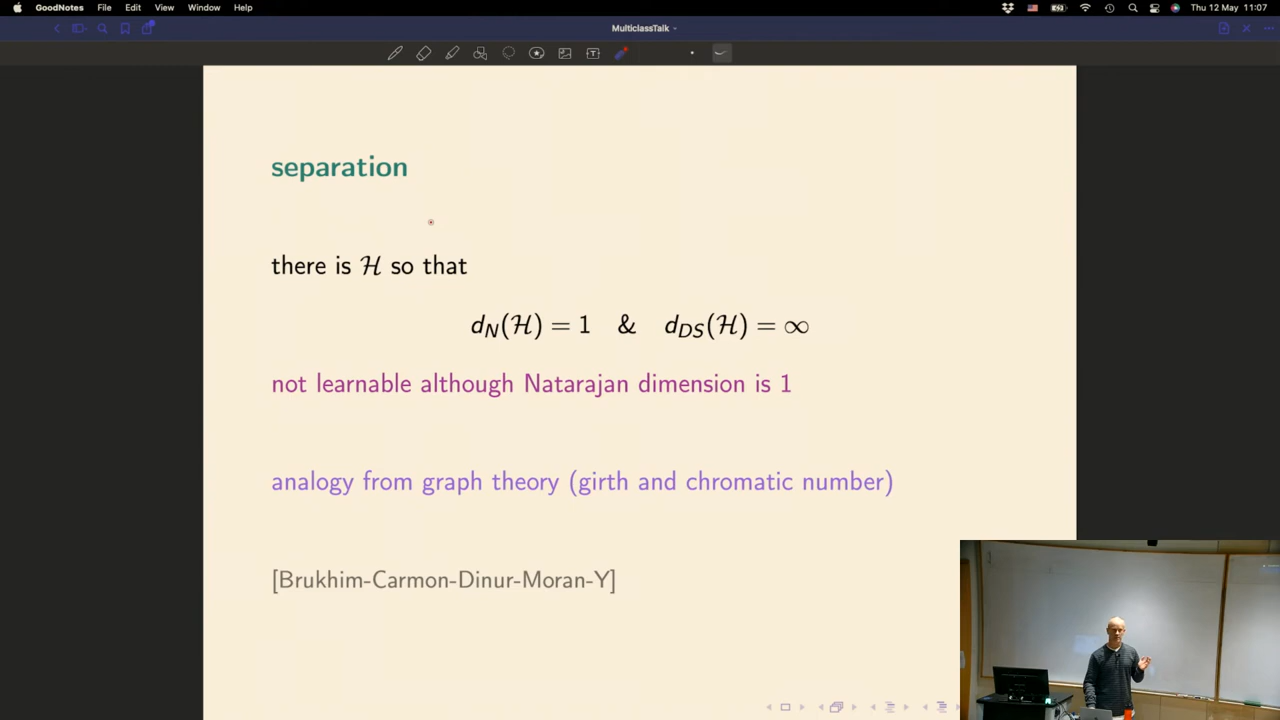 GoodNotes File Edit View Window Help
Thu 12 May 11:07
MulticlassTalk
separation
there is ℋ so that
d_N(ℋ) = 1 & d_DS(ℋ) = ∞
not learnable although Natarajan dimension is 1
analogy from graph theory (girth and chromatic number)
[Brukhim-Carmon-Dinur-Moran-Y]